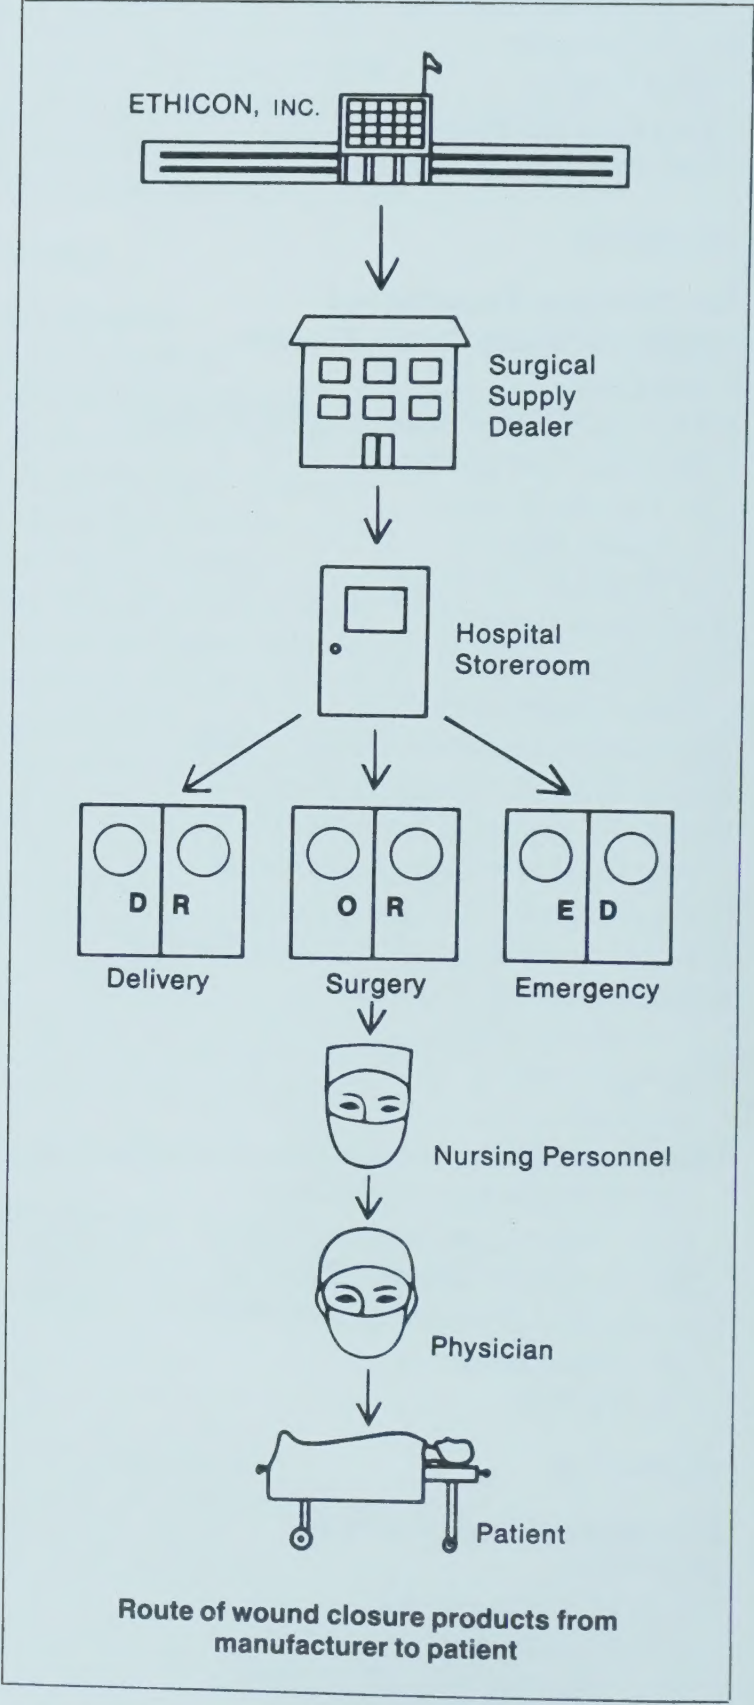 ETHICON, INC.
Surgical
Supply
Dealer
Hospital
Storeroom
D R
O R
E D
Delivery
Surgery
Emergency
Nursing Personnel
Physician
Patient
Route of wound closure products from
manufacturer to patient